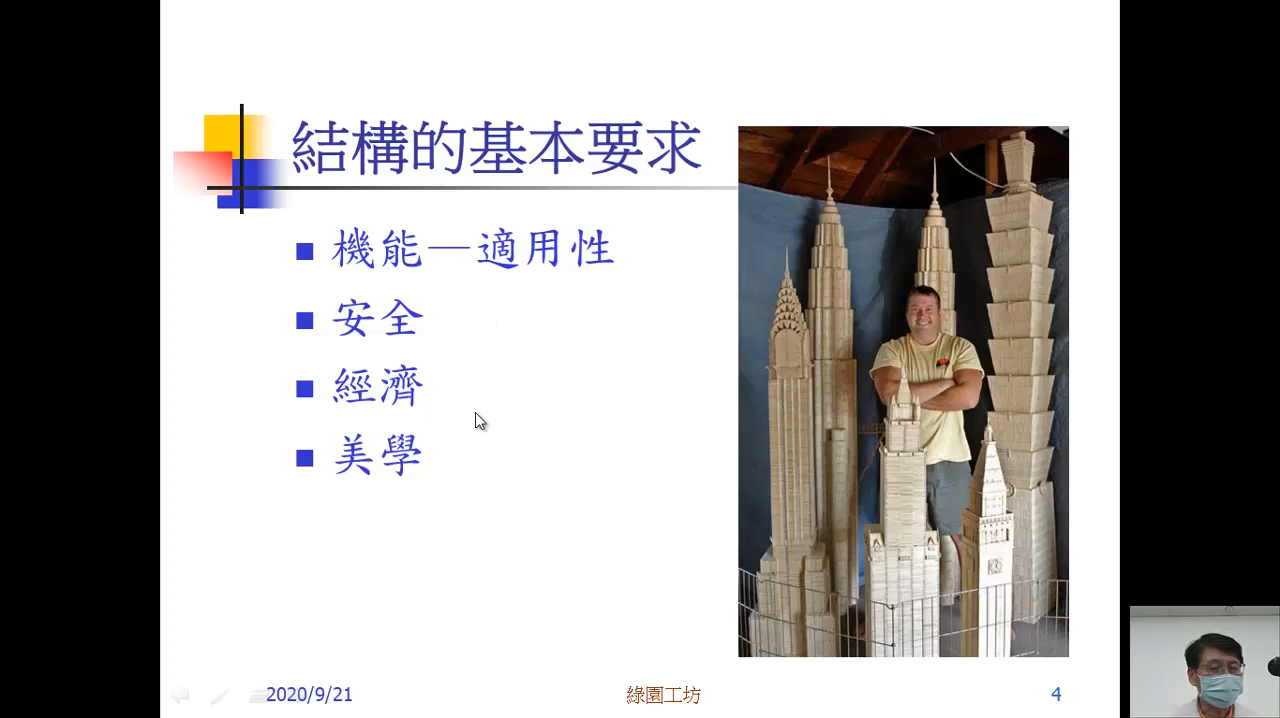 結構的基本要求
機能—適用性
安全
經濟
美學
2020/9/21
綠園工坊
4